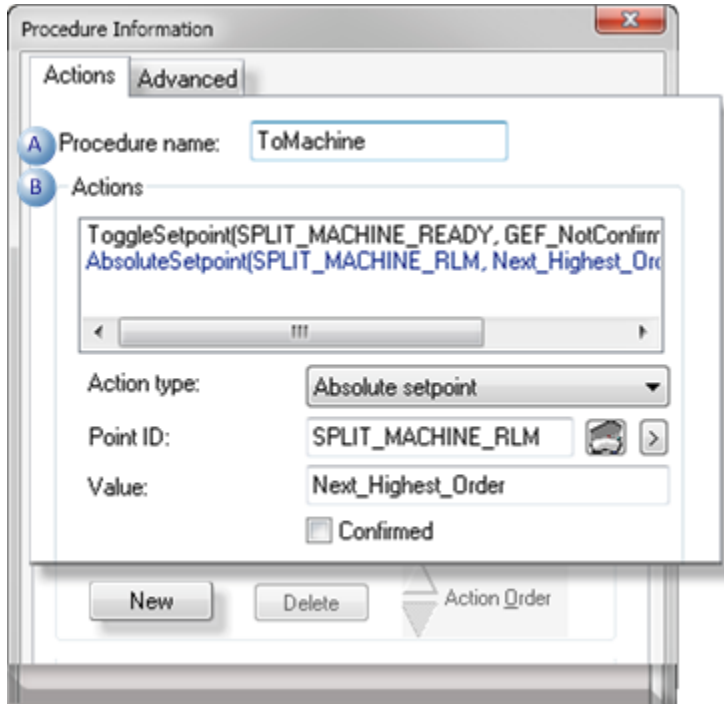 Procedure Information
Actions Advanced
A Procedure name: ToMachine
B Actions
ToggleSetpoint(SPLIT_MACHINE_READY, GEF_NotConfirm
AbsoluteSetpoint(SPLIT_MACHINE_RLM, Next_Highest_Ord
Action type: Absolute setpoint
Point ID: SPLIT_MACHINE_RLM >
Value: Next_Highest_Order
Confirmed
New Delete Action Order